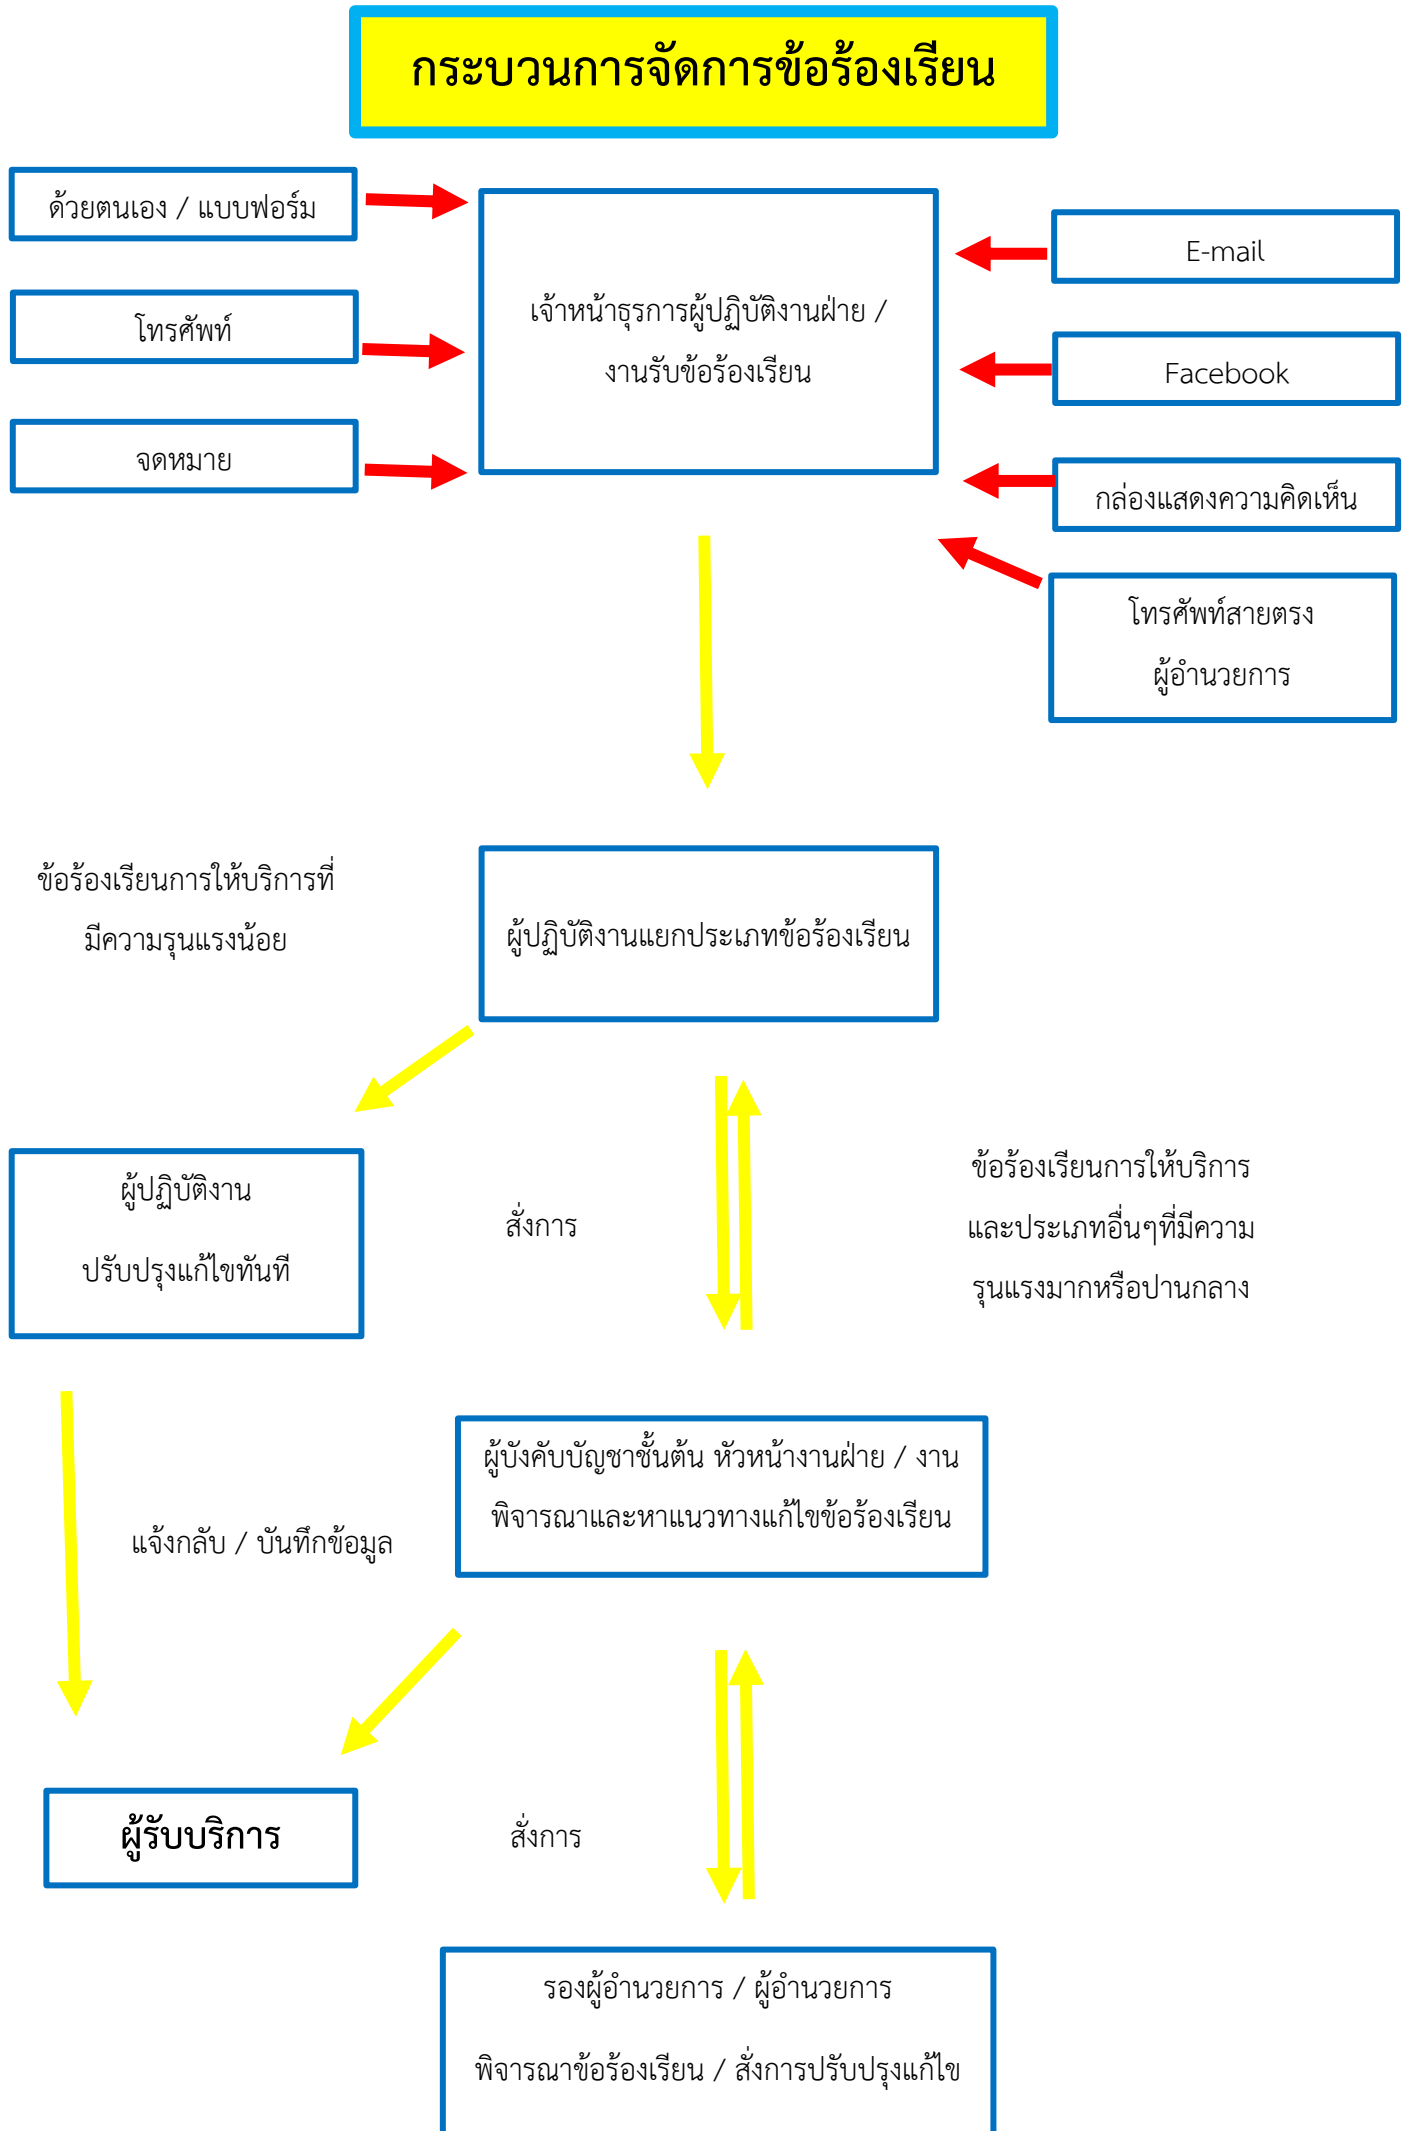 กระบวนการจัดการข้อร้องเรียน
ด้วยตนเอง / แบบฟอร์ม
โทรศัพท์
จดหมาย
เจ้าหน้าธุรการผู้ปฏิบัติงานฝ่าย /
งานรับข้อร้องเรียน
E-mail
Facebook
กล่องแสดงความคิดเห็น
โทรศัพท์สายตรง
ผู้อำนวยการ
ข้อร้องเรียนการให้บริการที่
มีความรุนแรงน้อย
ผู้ปฏิบัติงานแยกประเภทข้อร้องเรียน
ผู้ปฏิบัติงาน
ปรับปรุงแก้ไขทันที
สั่งการ
ข้อร้องเรียนการให้บริการ
และประเภทอื่นๆที่มีความ
รุนแรงมากหรือปานกลาง
ผู้บังคับบัญชาชั้นต้น หัวหน้างานฝ่าย / งาน
พิจารณาและหาแนวทางแก้ไขข้อร้องเรียน
แจ้งกลับ / บันทึกข้อมูล
ผู้รับบริการ
สั่งการ
รองผู้อำนวยการ / ผู้อำนวยการ
พิจารณาข้อร้องเรียน / สั่งการปรับปรุงแก้ไข